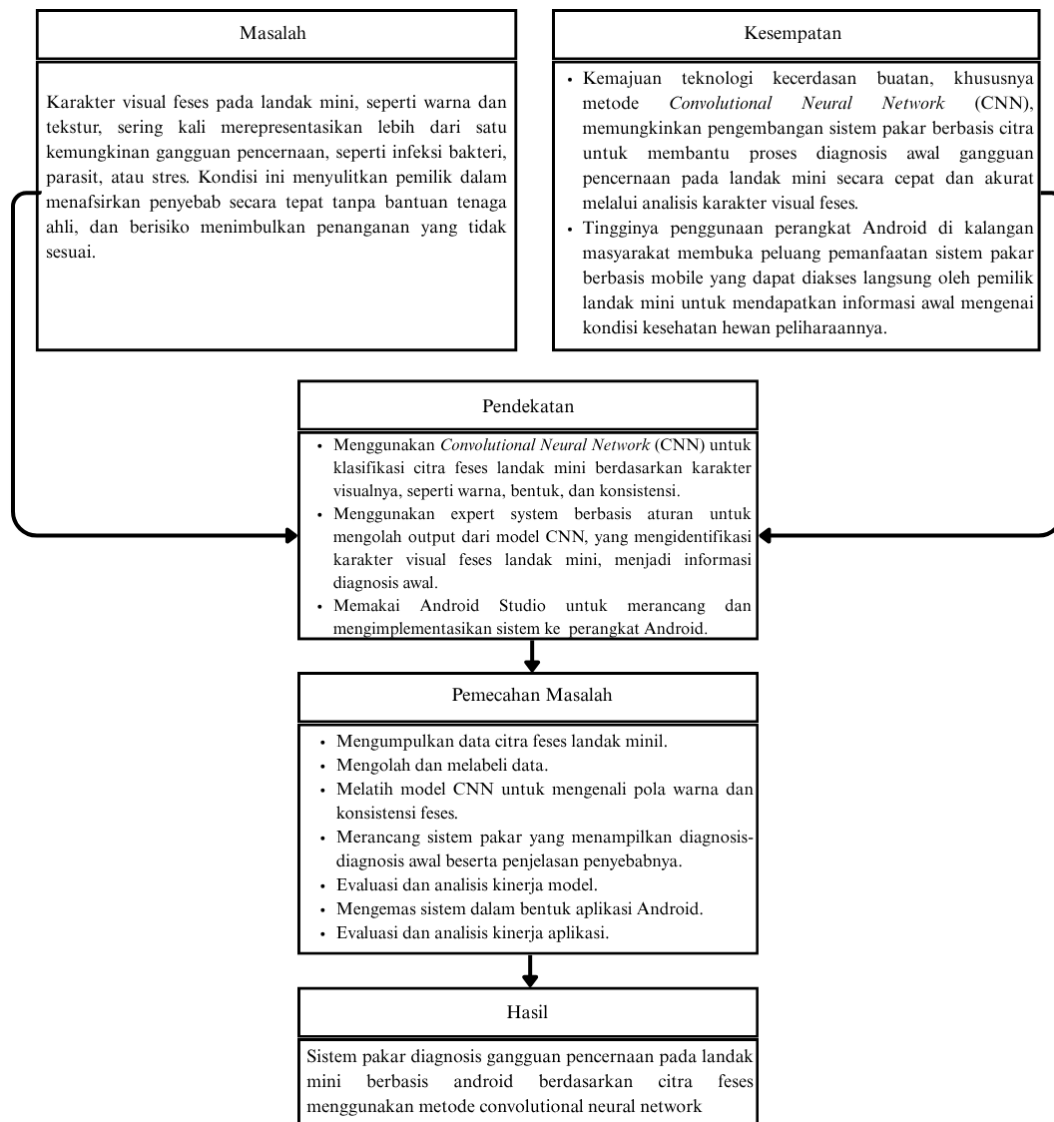 Masalah
Karakter visual feses pada landak mini, seperti warna dan
tekstur, sering kali merepresentasikan lebih dari satu
kemungkinan gangguan pencernaan, seperti infeksi bakteri,
parasit, atau stres. Kondisi ini menyulitkan pemilik dalam
menafsirkan penyebab secara tepat tanpa bantuan tenaga
ahli, dan berisiko menimbulkan penanganan yang tidak
sesuai.
Kesempatan
• Kemajuan teknologi kecerdasan buatan, khususnya
metode Convolutional Neural Network (CNN),
memungkinkan pengembangan sistem pakar berbasis citra
untuk membantu proses diagnosis awal gangguan
pencernaan pada landak mini secara cepat dan akurat
melalui analisis karakter visual feses.
• Tingginya penggunaan perangkat Android di kalangan
masyarakat membuka peluang pemanfaatan sistem pakar
berbasis mobile yang dapat diakses langsung oleh pemilik
landak mini untuk mendapatkan informasi awal mengenai
kondisi kesehatan hewan peliharaannya.
Pendekatan
• Menggunakan Convolutional Neural Network (CNN) untuk
klasifikasi citra feses landak mini berdasarkan karakter
visualnya, seperti warna, bentuk, dan konsistensi.
• Menggunakan expert system berbasis aturan untuk
mengolah output dari model CNN, yang mengidentifikasi
karakter visual feses landak mini, menjadi informasi
diagnosis awal.
• Memakai Android Studio untuk merancang dan
mengimplementasikan sistem ke perangkat Android.
Pemecahan Masalah
• Mengumpulkan data citra feses landak minil.
• Mengolah dan melabeli data.
• Melatih model CNN untuk mengenali pola warna dan
konsistensi feses.
• Merancang sistem pakar yang menampilkan diagnosis-
diagnosis awal beserta penjelasan penyebabnya.
• Evaluasi dan analisis kinerja model.
• Mengemas sistem dalam bentuk aplikasi Android.
• Evaluasi dan analisis kinerja aplikasi.
Hasil
Sistem pakar diagnosis gangguan pencernaan pada landak
mini berbasis android berdasarkan citra feses
menggunakan metode convolutional neural network